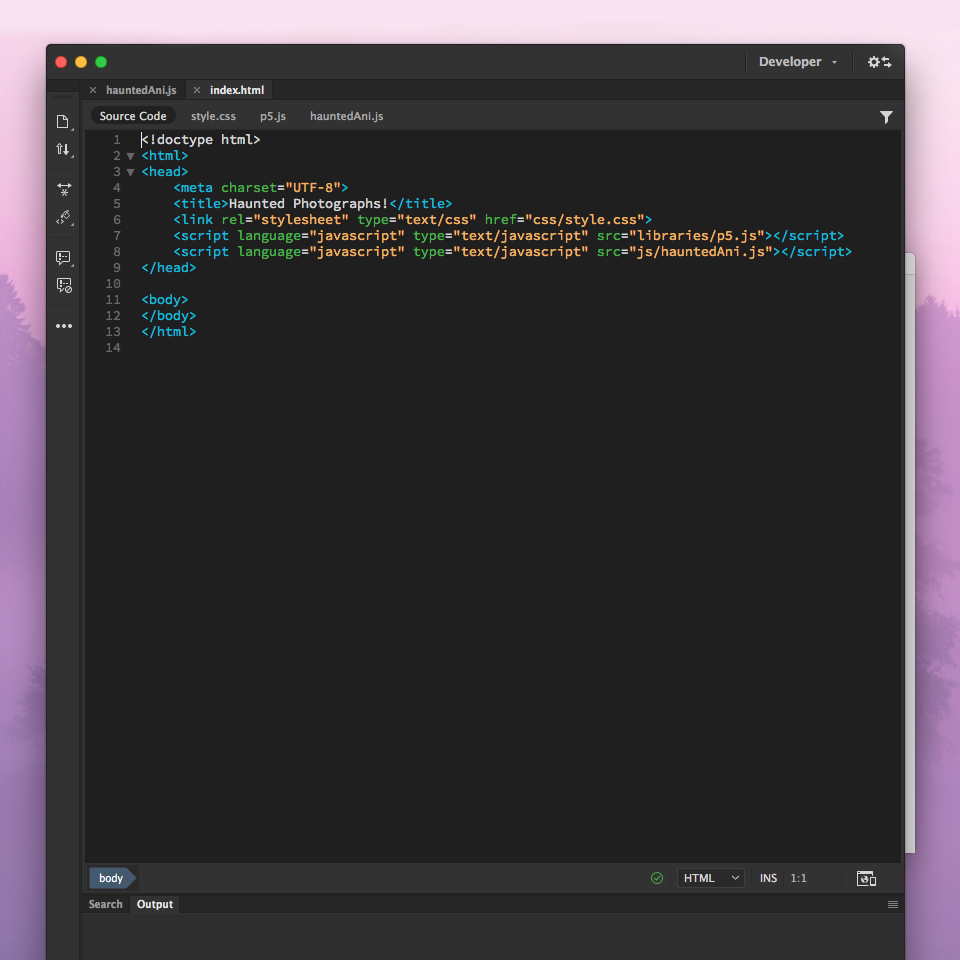 Developer
hauntedAni.js index.html
Source Code style.css p5.js hauntedAni.js
1 <!doctype html>
2 <html>
3 <head>
4 <meta charset="UTF-8">
5 <title>Haunted Photographs!</title>
6 <link rel="stylesheet" type="text/css" href="css/style.css">
7 <script language="javascript" type="text/javascript" src="libraries/p5.js"></script>
8 <script language="javascript" type="text/javascript" src="js/hauntedAni.js"></script>
9 </head>
10
11 <body>
12 </body>
13 </html>
14
body HTML INS 1:1
Search Output